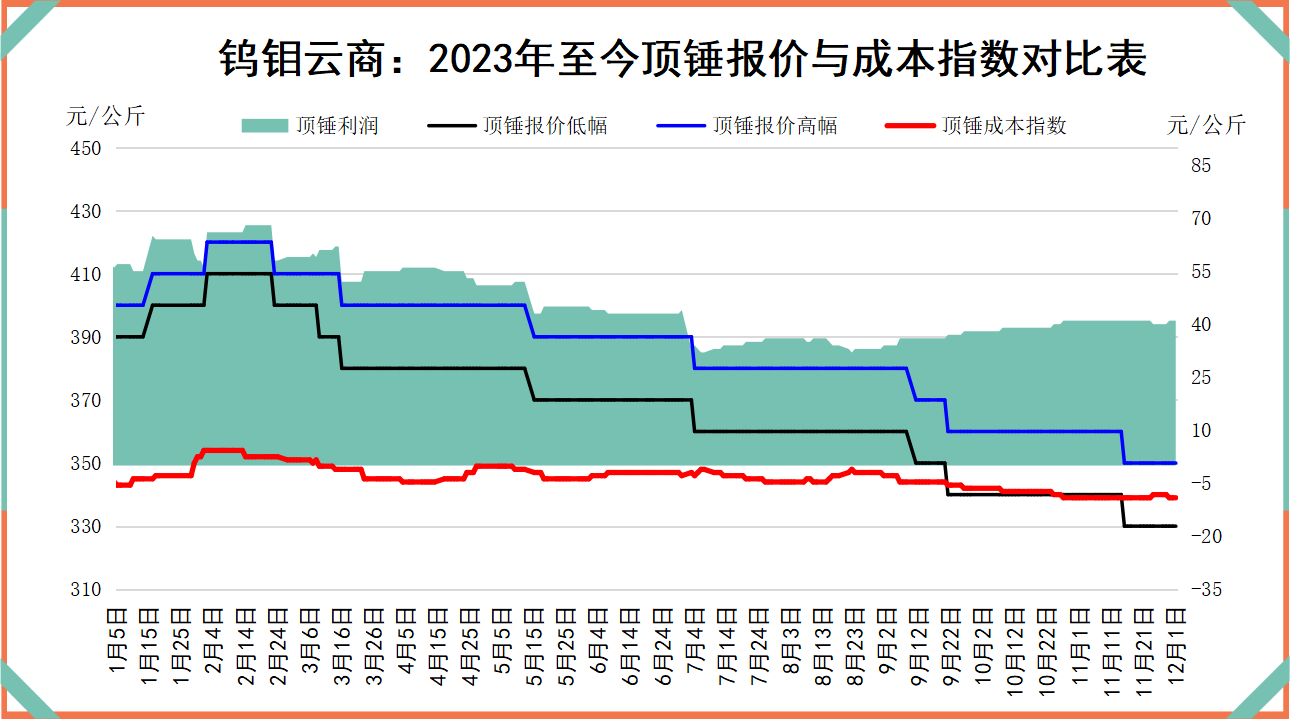 钨钼云商：2023年至今顶锤报价与成本指数对比表
元/公斤
顶锤利润
顶锤报价低幅
顶锤报价高幅
顶锤成本指数
元/公斤
450
430
410
390
370
350
330
310
85
70
55
40
25
10
-5
-20
-35
1月5日
1月15日
1月25日
2月4日
2月14日
2月24日
3月6日
3月16日
3月26日
4月5日
4月15日
4月25日
5月5日
5月15日
5月25日
6月4日
6月14日
6月24日
7月4日
7月14日
7月24日
8月3日
8月13日
8月23日
9月2日
9月12日
9月22日
10月2日
10月12日
10月22日
11月1日
11月11日
11月21日
12月1日